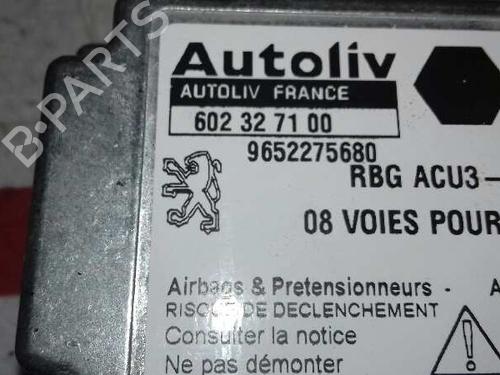 Autoliv
AUTOLIV FRANCE
602 32 71 00
9652275680
RBG ACU3-
08 VOIES POUR
Airbags & Pretensionneurs - A
RISQUE DE DECLENCHEMENT
Consulter la notice
Ne pas démonter
B-PARTS